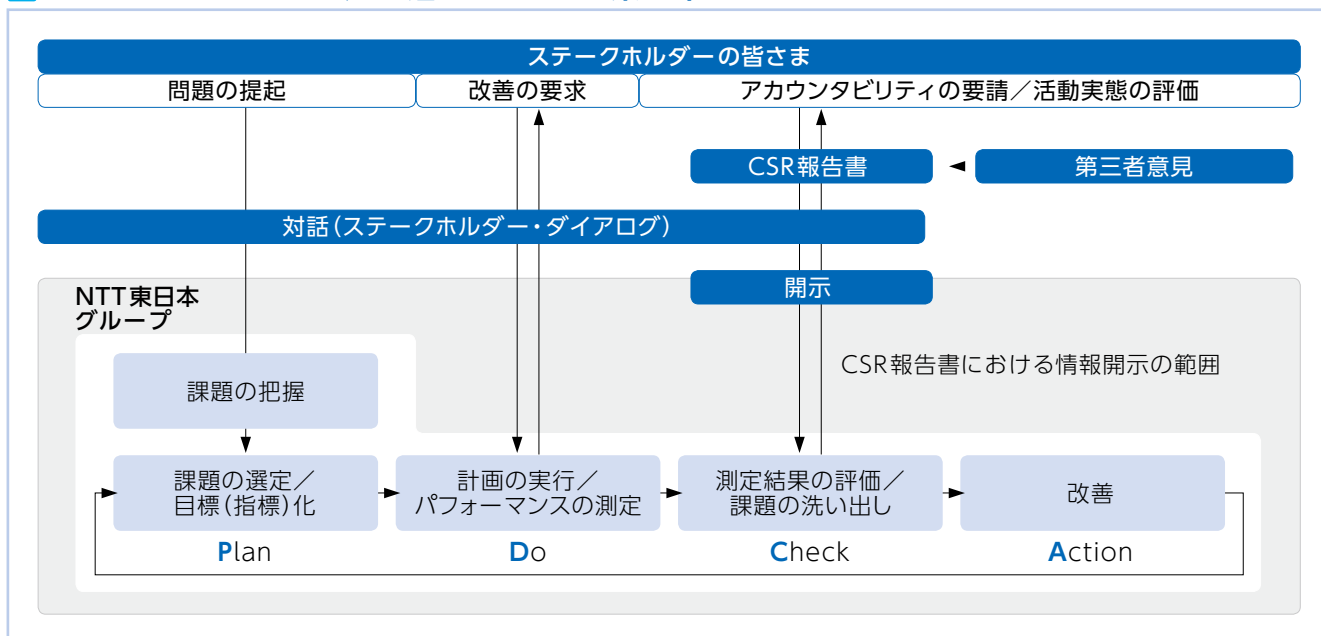 ステークホルダーの皆さま
問題の提起
改善の要求
アカウンタビリティの要請／活動実態の評価
CSR報告書
第三者意見
対話(ステークホルダー・ダイアログ)
開示
NTT東日本
グループ
CSR報告書における情報開示の範囲
課題の把握
課題の選定／
目標(指標)化
計画の実行／
パフォーマンスの測定
測定結果の評価／
課題の洗い出し
改善
Plan
Do
Check
Action